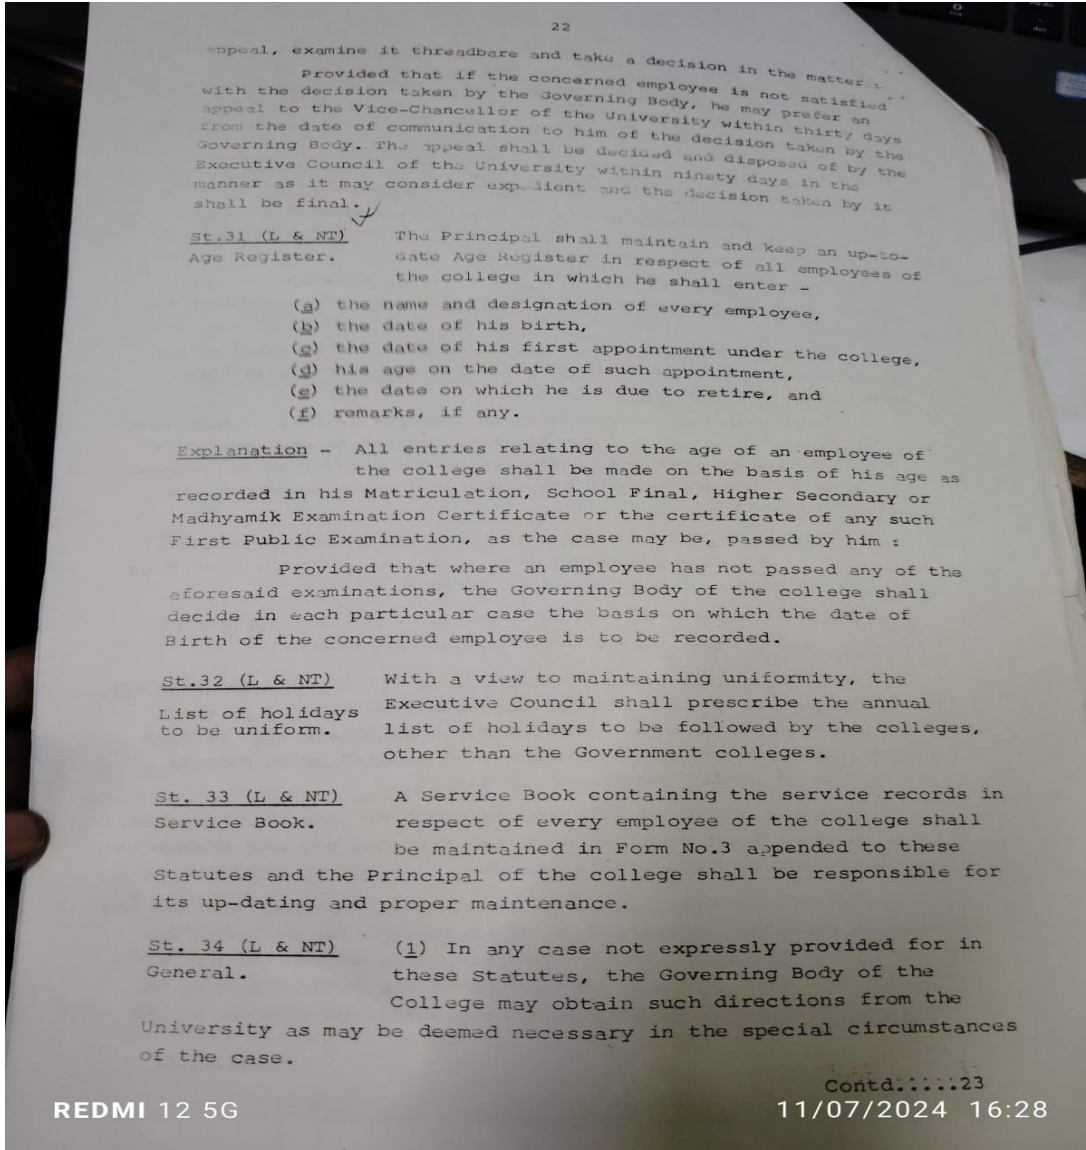 22
appeal, examine it threadbare and take a decision in the matter :
Provided that if the concerned employee is not satisfied
with the decision taken by the Governing Body, he may prefer an
appeal to the Vice-Chancellor of the University within thirty days
from the date of communication to him of the decision taken by the
Governing Body. The appeal shall be decided and disposed of by the
Executive Council of the University within ninety days in the
manner as it may consider expedient and the decision taken by it
shall be final.
St.31 (L & NT) The Principal shall maintain and keep an up-to-
Age Register. date Age Register in respect of all employees of
the college in which he shall enter -
(a) the name and designation of every employee,
(b) the date of his birth,
(c) the date of his first appointment under the college,
(d) his age on the date of such appointment,
(e) the date on which he is due to retire, and
(f) remarks, if any.
Explanation - All entries relating to the age of an employee of
the college shall be made on the basis of his age as
recorded in his Matriculation, School Final, Higher Secondary or
Madhyamik Examination Certificate or the certificate of any such
First Public Examination, as the case may be, passed by him :
Provided that where an employee has not passed any of the
aforesaid examinations, the Governing Body of the college shall
decide in each particular case the basis on which the date of
Birth of the concerned employee is to be recorded.
St.32 (L & NT) With a view to maintaining uniformity, the
List of holidays Executive Council shall prescribe the annual
to be uniform. list of holidays to be followed by the colleges,
other than the Government colleges.
St. 33 (L & NT) A Service Book containing the service records in
Service Book. respect of every employee of the college shall
be maintained in Form No.3 appended to these
Statutes and the Principal of the college shall be responsible for
its up-dating and proper maintenance.
St. 34 (L & NT) (1) In any case not expressly provided for in
General. these Statutes, the Governing Body of the
College may obtain such directions from the
University as may be deemed necessary in the special circumstances
of the case.
Contd.....23
REDMI 12 5G
11/07/2024 16:28